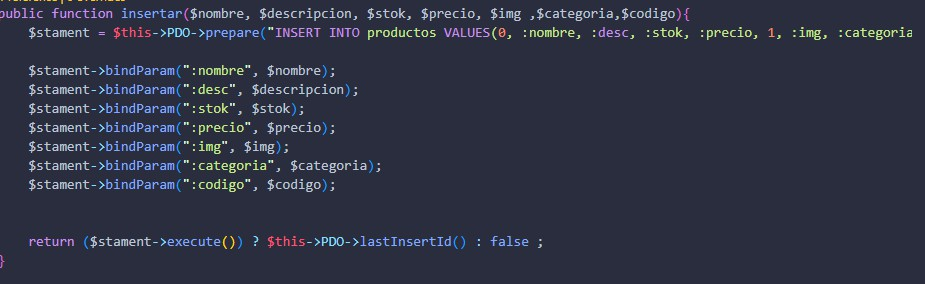 public function insertar($nombre, $descripcion, $stok, $precio, $img ,$categoria,$codigo){
$stament = $this->PDO->prepare("INSERT INTO productos VALUES(0, :nombre, :desc, :stok, :precio, 1, :img, :categoria
$stament->bindParam(":nombre", $nombre);
$stament->bindParam(":desc", $descripcion);
$stament->bindParam(":stok", $stok);
$stament->bindParam(":precio", $precio);
$stament->bindParam(":img", $img);
$stament->bindParam(":categoria", $categoria);
$stament->bindParam(":codigo", $codigo);
return ($stament->execute()) ? $this->PDO->lastInsertId() : false ;
}